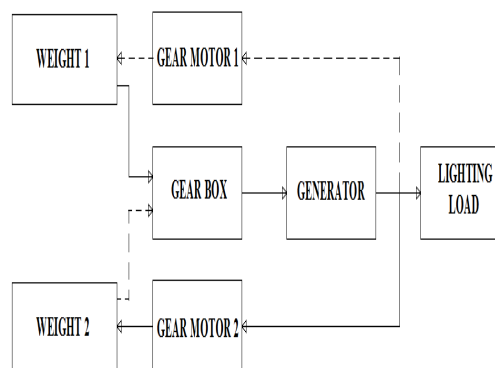 WEIGHT 1
GEAR MOTOR 1
GEAR BOX
GENERATOR
LIGHTING
LOAD
WEIGHT 2
GEAR MOTOR 2